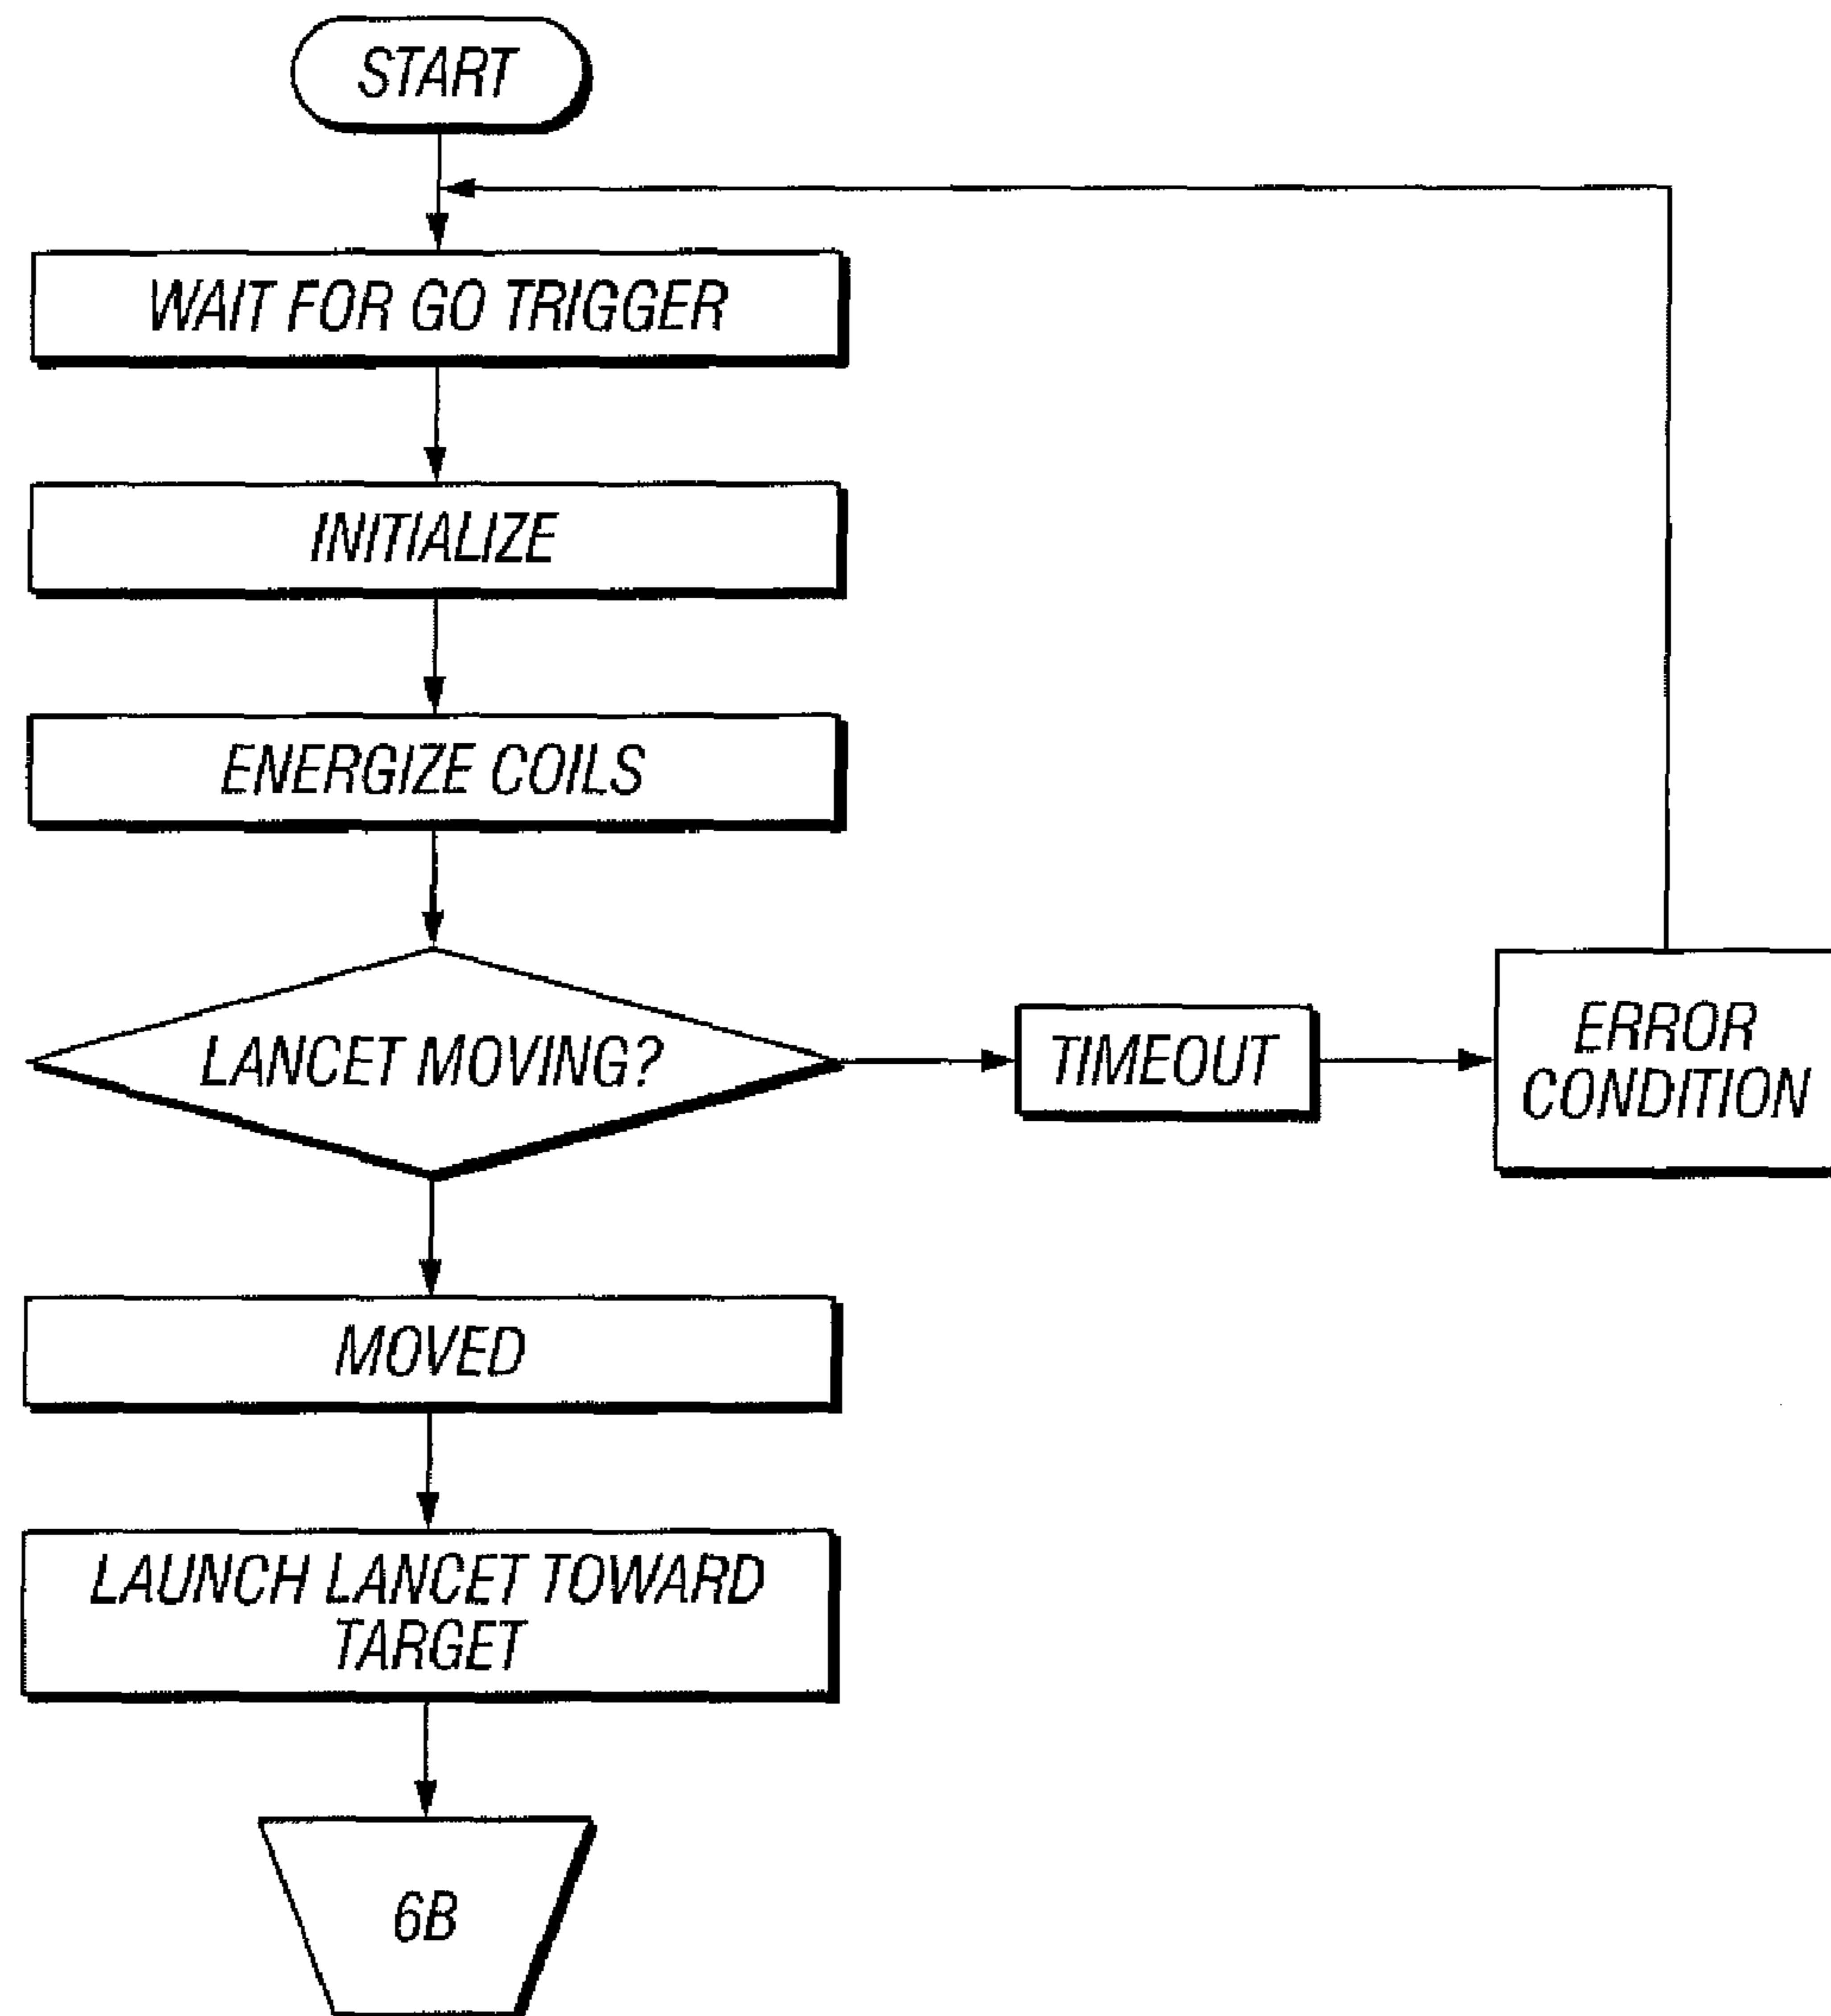 START
WAIT FOR GO TRIGGER
INITIALIZE
ENERGIZE COILS
LANCET MOVING?
TIMEOUT
ERROR
CONDITION
MOVED
LAUNCH LANCET TOWARD
TARGET
6B